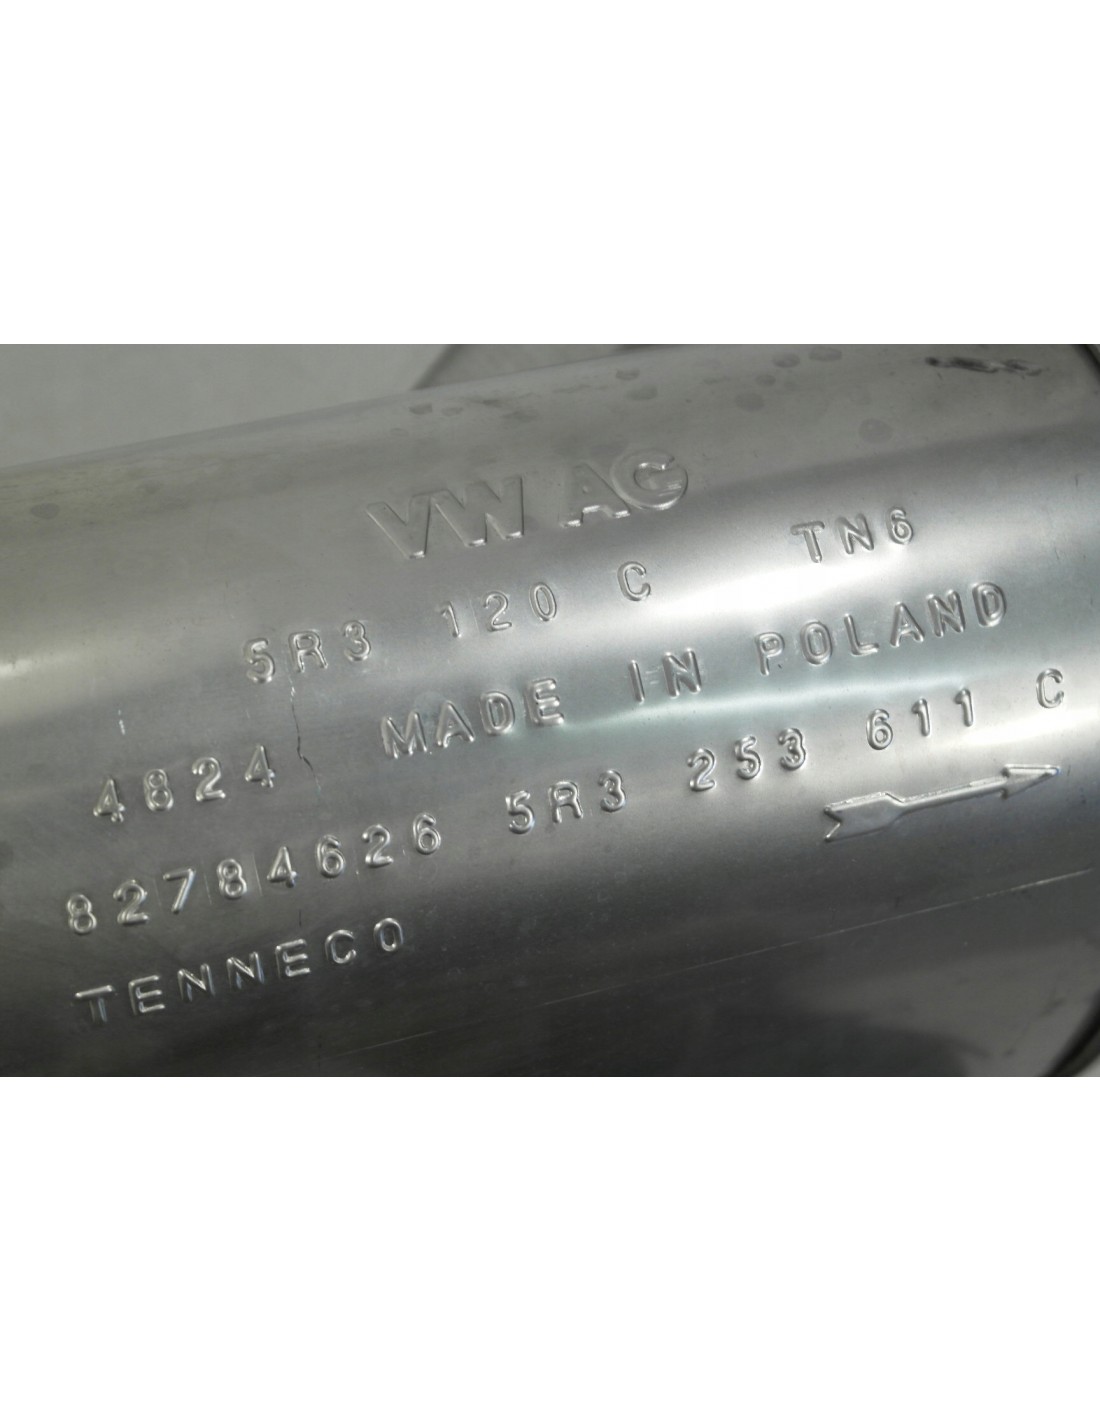 VW AG
5R3 120 C TN6
4824 MADE IN POLAND
82784626 5R3 253 611 C
TENNECO